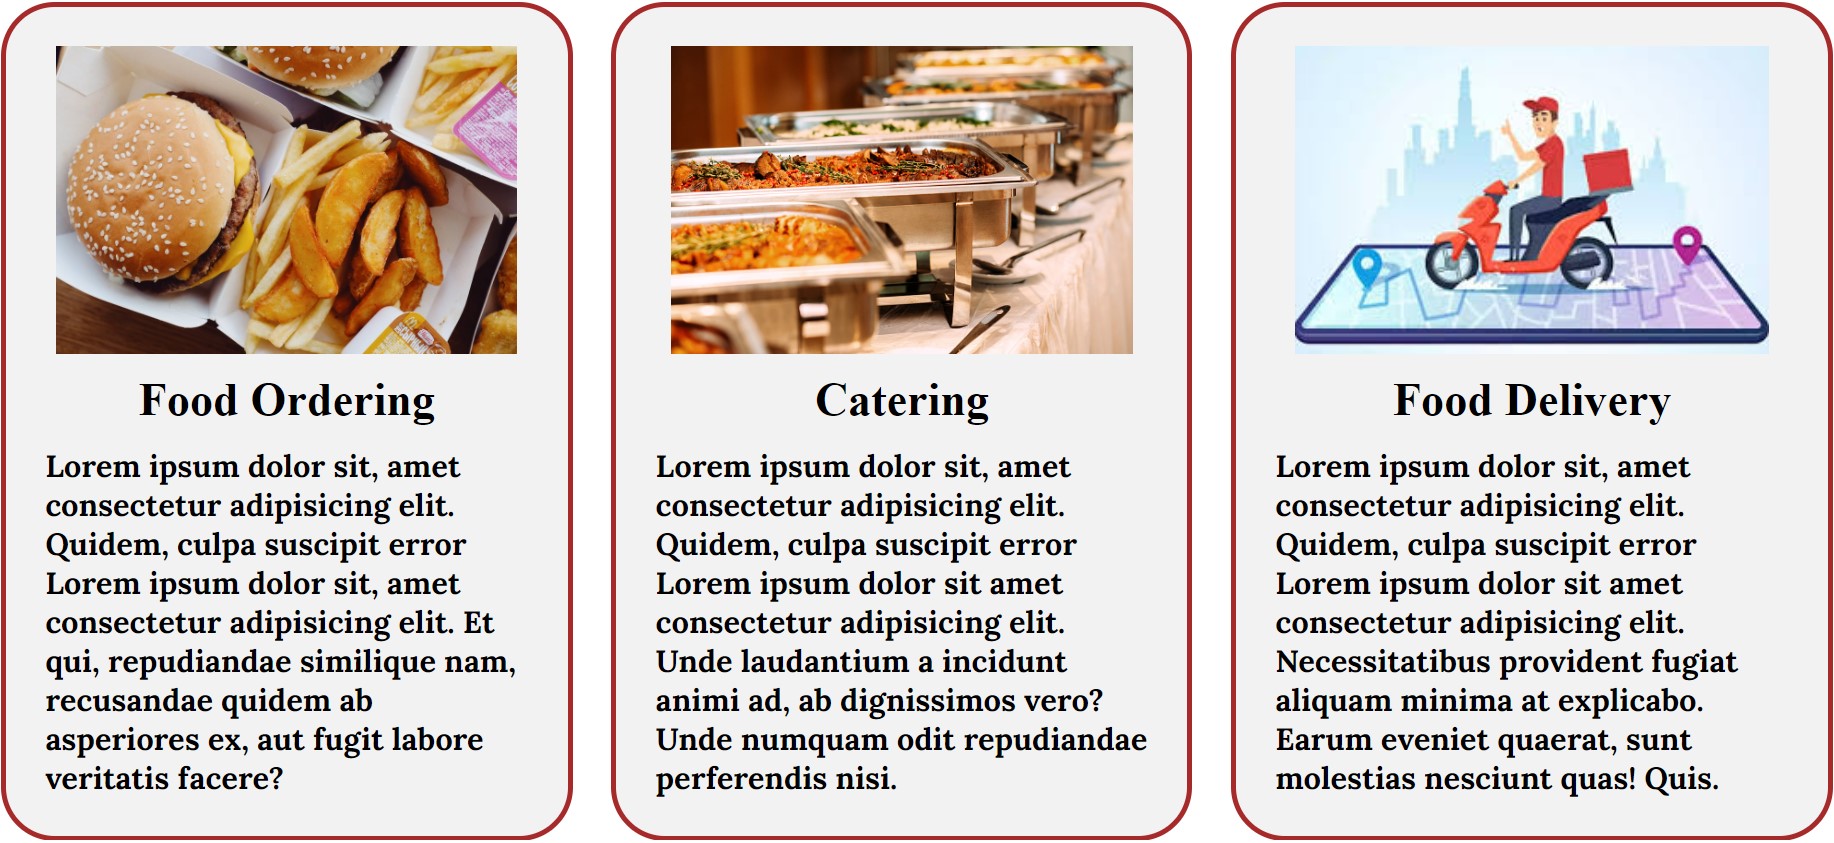 Food Ordering
Lorem ipsum dolor sit, amet
consectetur adipisicing elit.
Quidem, culpa suscipit error
Lorem ipsum dolor sit, amet
consectetur adipisicing elit. Et
qui, repudiandae similique nam,
recusandae quidem ab
asperiores ex, aut fugit labore
veritatis facere?
Catering
Lorem ipsum dolor sit, amet
consectetur adipisicing elit.
Quidem, culpa suscipit error
Lorem ipsum dolor sit amet
consectetur adipisicing elit.
Unde laudantium a incidunt
animi ad, ab dignissimos vero?
Unde numquam odit repudiandae
perferendis nisi.
Food Delivery
Lorem ipsum dolor sit, amet
consectetur adipisicing elit.
Quidem, culpa suscipit error
Lorem ipsum dolor sit amet
consectetur adipisicing elit.
Necessitatibus provident fugiat
aliquam minima at explicabo.
Earum eveniet quaerat, sunt
molestias nesciunt quas! Quis.